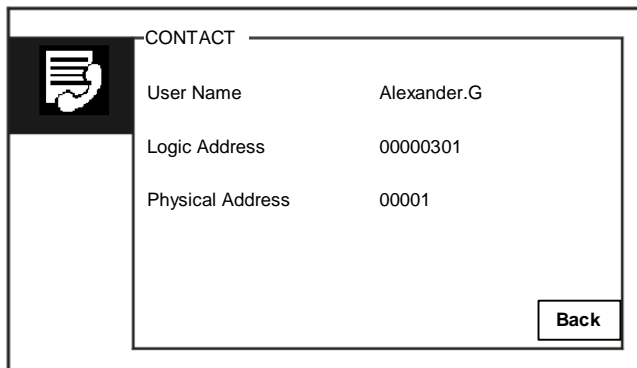 CONTACT
User Name Alexander.G
Logic Address 00000301
Physical Address 00001
Back